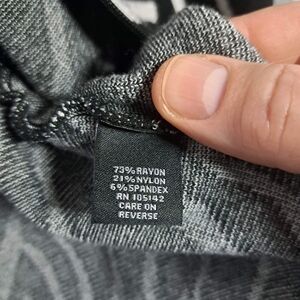 73% RAYON
21% NYLON
6% SPANDEX
RN 105142
CARE ON
REVERSE